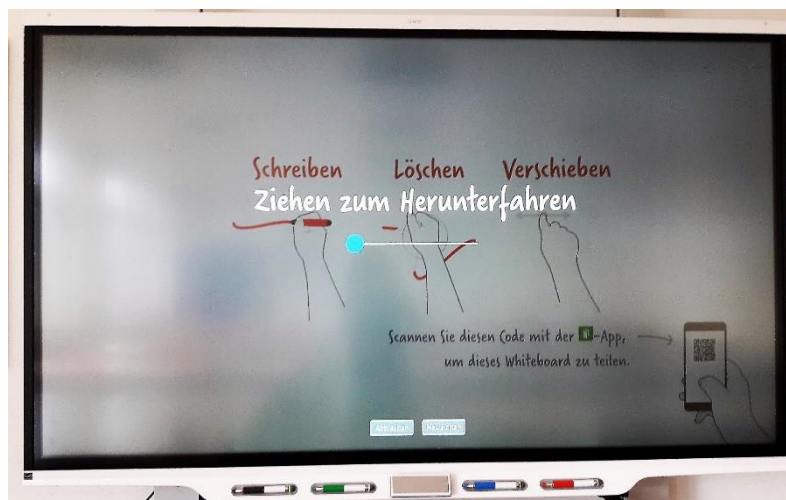 Schreiben Löschen Verschieben
Ziehen zum Herunterfahren
Scannen Sie diesen Code mit der -App,
um dieses Whiteboard zu teilen.